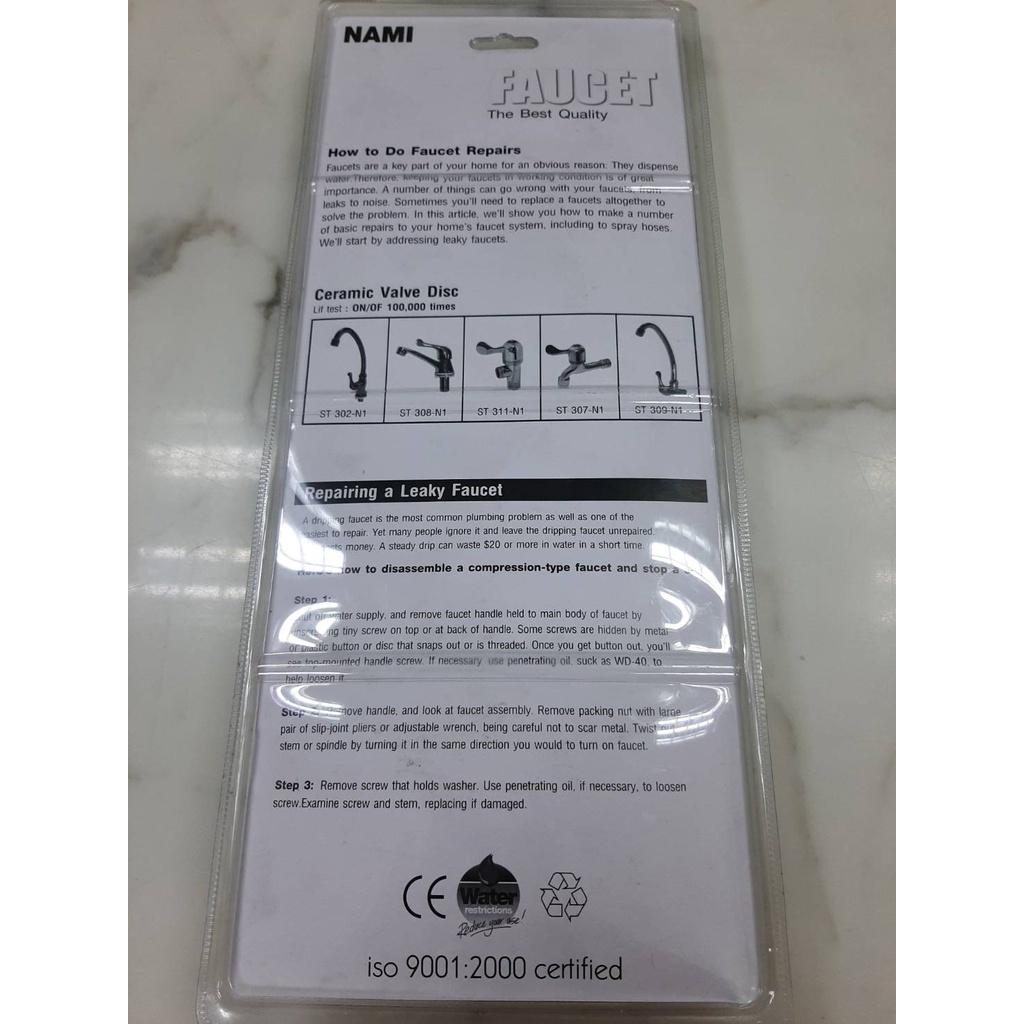 NAMI
FAUCET
The Best Quality
How to Do Faucet Repairs
Faucets are a key part of your home for an obvious reason: They dispense
water.Therefore, keeping your faucets in working condition is of great
importance. A number of things can go wrong with your faucets, from
leaks to noise. Sometimes you'll need to replace a faucets altogether to
solve the problem. In this article, we'll show you how to make a number
of basic repairs to your home's faucet system, including to spray hoses.
We'll start by addressing leaky faucets.
Ceramic Valve Disc
Lif test : ON/OF 100,000 times
ST 302-N1 ST 308-N1 ST 311-N1 ST 307-N1 ST 309-N1
Repairing a Leaky Faucet
A dripping faucet is the most common plumbing problem as well as one of the
easiest to repair. Yet many people ignore it and leave the dripping faucet unrepaired.
money. A steady drip can waste $20 or more in water in a short time.
how to disassemble a compression-type faucet and stop a
Step 1:
off water supply, and remove faucet handle held to main body of faucet by
tiny screw on top or at back of handle. Some screws are hidden by metal
or plastic button or disc that snaps out or is threaded. Once you get button out, you'll
see top-mounted handle screw. If necessary use penetrating oil, suck as WD-40, to
help loosen it
Step remove handle, and look at faucet assembly. Remove packing nut with large
pair of slip-joint pliers or adjustable wrench, being careful not to scar metal. Twist
stem or spindle by turning it in the same direction you would to turn on faucet.
Step 3: Remove screw that holds washer. Use penetrating oil, if necessary, to loosen
screw.Examine screw and stem, replacing if damaged.
CE
Water
restrictions
Reduce your use!
iso 9001:2000 certified